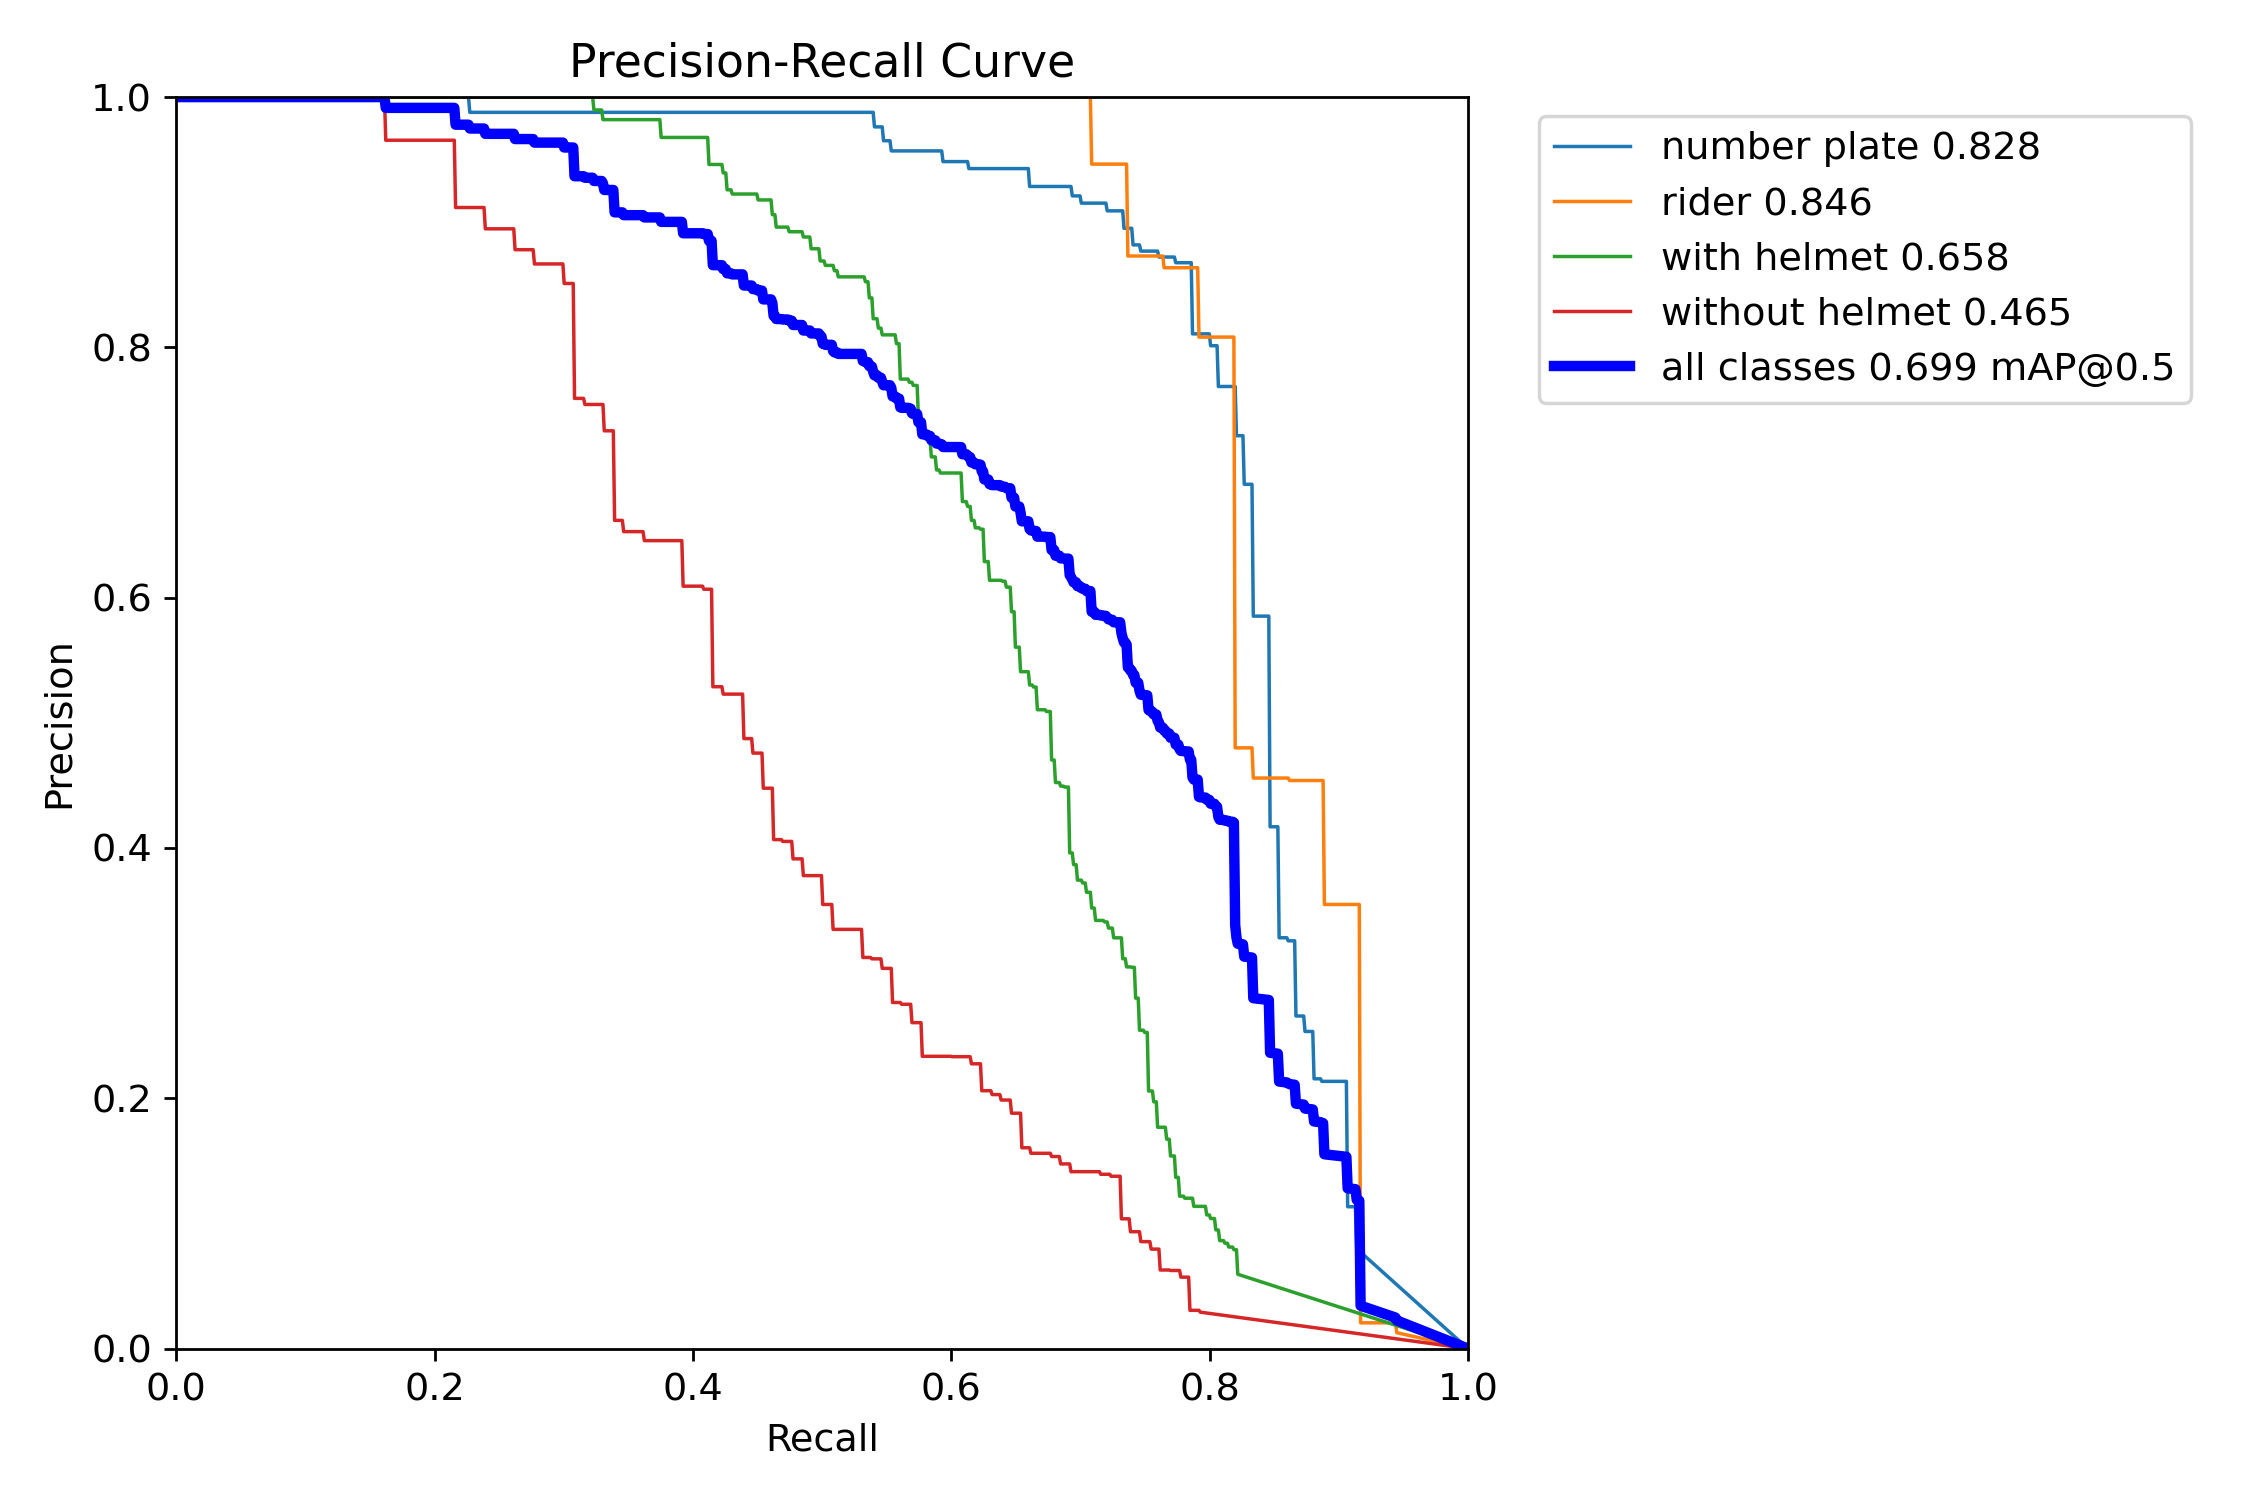 Precision-Recall Curve
1.0
0.8
0.6
0.4
0.2
0.0
Precision
0.0 0.2 0.4 0.6 0.8 1.0
Recall
number plate 0.828
rider 0.846
with helmet 0.658
without helmet 0.465
all classes 0.699 mAP@0.5